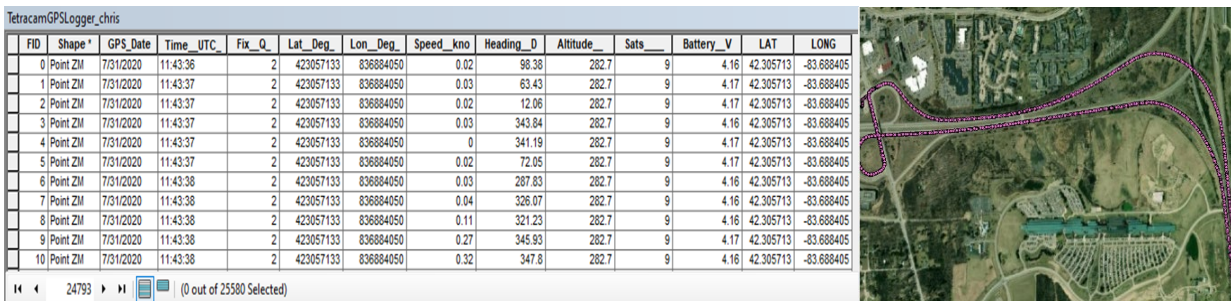 TetracamGPSLogger_chris
FID Shape * GPS_Date Time__UTC_ Fix__Q_ Lat__Deg_ Lon__Deg_ Speed__kno Heading__D Altitude__ Sats____ Battery__V LAT LONG
0 Point ZM 7/31/2020 11:43:36 2 423057133 836884050 0.02 98.38 282.7 9 4.16 42.305713 -83.688405
1 Point ZM 7/31/2020 11:43:37 2 423057133 836884050 0.03 63.43 282.7 9 4.17 42.305713 -83.688405
2 Point ZM 7/31/2020 11:43:37 2 423057133 836884050 0.02 12.06 282.7 9 4.17 42.305713 -83.688405
3 Point ZM 7/31/2020 11:43:37 2 423057133 836884050 0.03 343.84 282.7 9 4.16 42.305713 -83.688405
4 Point ZM 7/31/2020 11:43:37 2 423057133 836884050 0 341.19 282.7 9 4.17 42.305713 -83.688405
5 Point ZM 7/31/2020 11:43:37 2 423057133 836884050 0.02 72.05 282.7 9 4.17 42.305713 -83.688405
6 Point ZM 7/31/2020 11:43:38 2 423057133 836884050 0.03 287.83 282.7 9 4.16 42.305713 -83.688405
7 Point ZM 7/31/2020 11:43:38 2 423057133 836884050 0.04 326.07 282.7 9 4.16 42.305713 -83.688405
8 Point ZM 7/31/2020 11:43:38 2 423057133 836884050 0.11 321.23 282.7 9 4.16 42.305713 -83.688405
9 Point ZM 7/31/2020 11:43:38 2 423057133 836884050 0.27 345.93 282.7 9 4.17 42.305713 -83.688405
10 Point ZM 7/31/2020 11:43:38 2 423057133 836884050 0.32 347.8 282.7 9 4.16 42.305713 -83.688405
24793 (0 out of 25580 Selected)